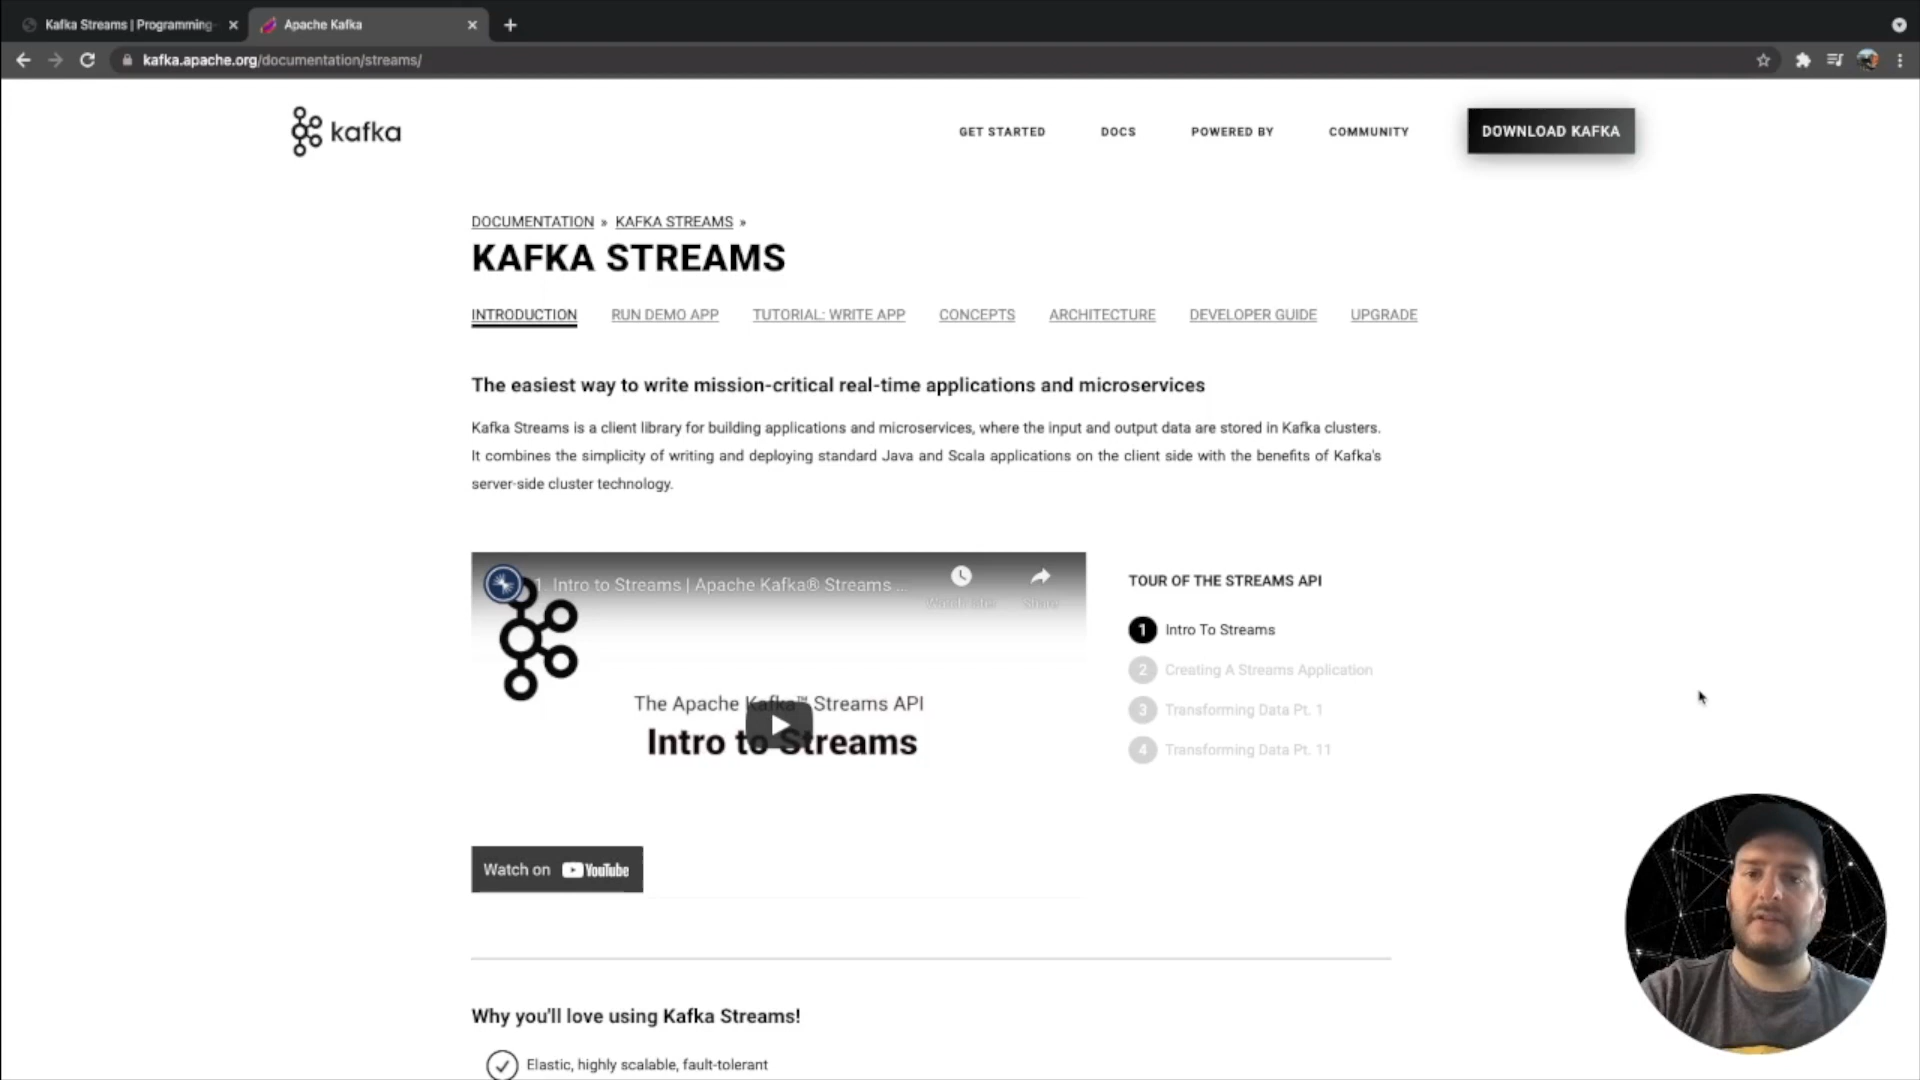 Kafka Streams | Programming
Apache Kafka
kafka.apache.org/documentation/streams/
kafka
GET STARTED
DOCS
POWERED BY
COMMUNITY
DOWNLOAD KAFKA
DOCUMENTATION » KAFKA STREAMS »
KAFKA STREAMS
INTRODUCTION
RUN DEMO APP
TUTORIAL: WRITE APP
CONCEPTS
ARCHITECTURE
DEVELOPER GUIDE
UPGRADE
The easiest way to write mission-critical real-time applications and microservices
Kafka Streams is a client library for building applications and microservices, where the input and output data are stored in Kafka clusters.
It combines the simplicity of writing and deploying standard Java and Scala applications on the client side with the benefits of Kafka's
server-side cluster technology.
1. Intro to Streams | Apache Kafka® Streams ...
Watch later
Share
The Apache Kafka™ Streams API
Intro to Streams
Watch on YouTube
TOUR OF THE STREAMS API
1 Intro To Streams
2 Creating A Streams Application
3 Transforming Data Pt. 1
4 Transforming Data Pt. 11
Why you'll love using Kafka Streams!
Elastic, highly scalable, fault-tolerant